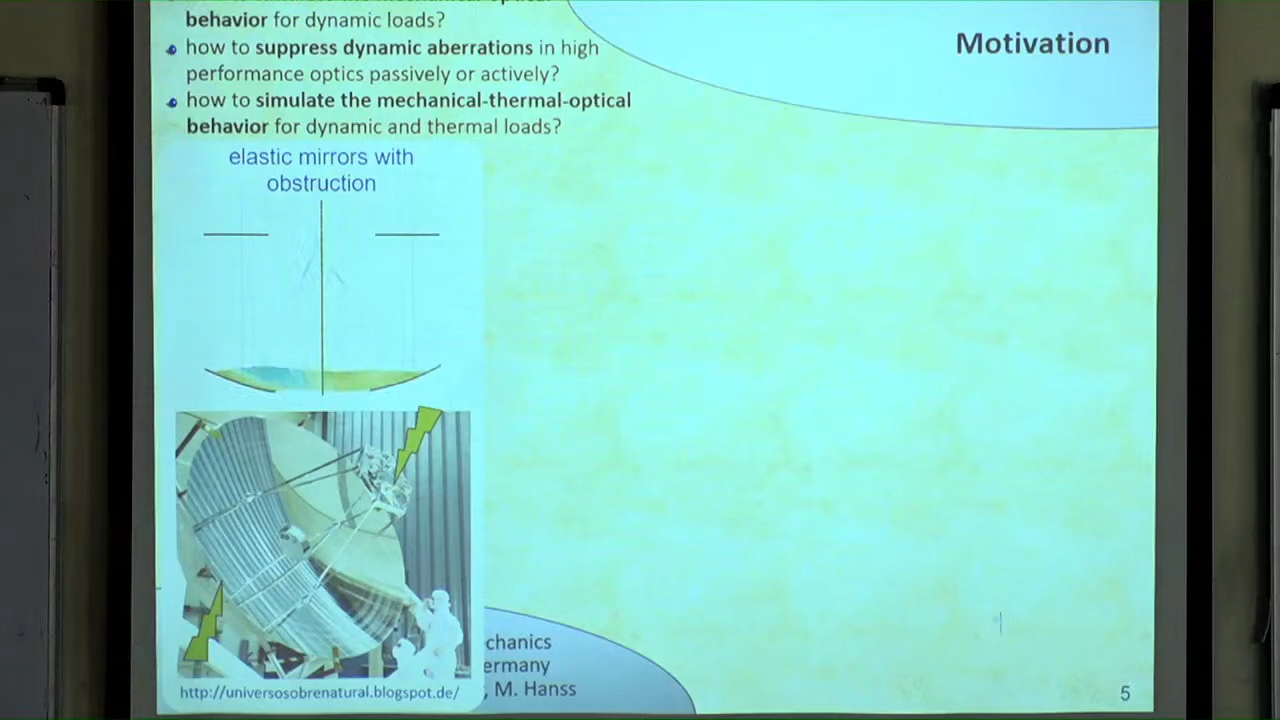 behavior for dynamic loads?
how to suppress dynamic aberrations in high
performance optics passively or actively?
how to simulate the mechanical-thermal-optical
behavior for dynamic and thermal loads?
Motivation
elastic mirrors with
obstruction
http://universosobrenatural.blogspot.de/
chanics
ermany
, M. Hanss
5